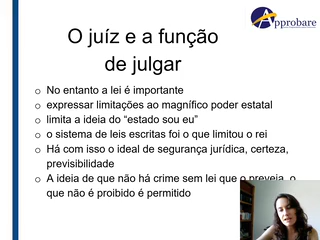 Approbare
O juíz e a função
de julgar
o No entanto a lei é importante
o expressar limitações ao magnífico poder estatal
o limita a ideia do “estado sou eu”
o o sistema de leis escritas foi o que limitou o rei
o Há com isso o ideal de segurança jurídica, certeza,
previsibilidade
o A ideia de que não há crime sem lei que o preveja, o
que não é proibido é permitido